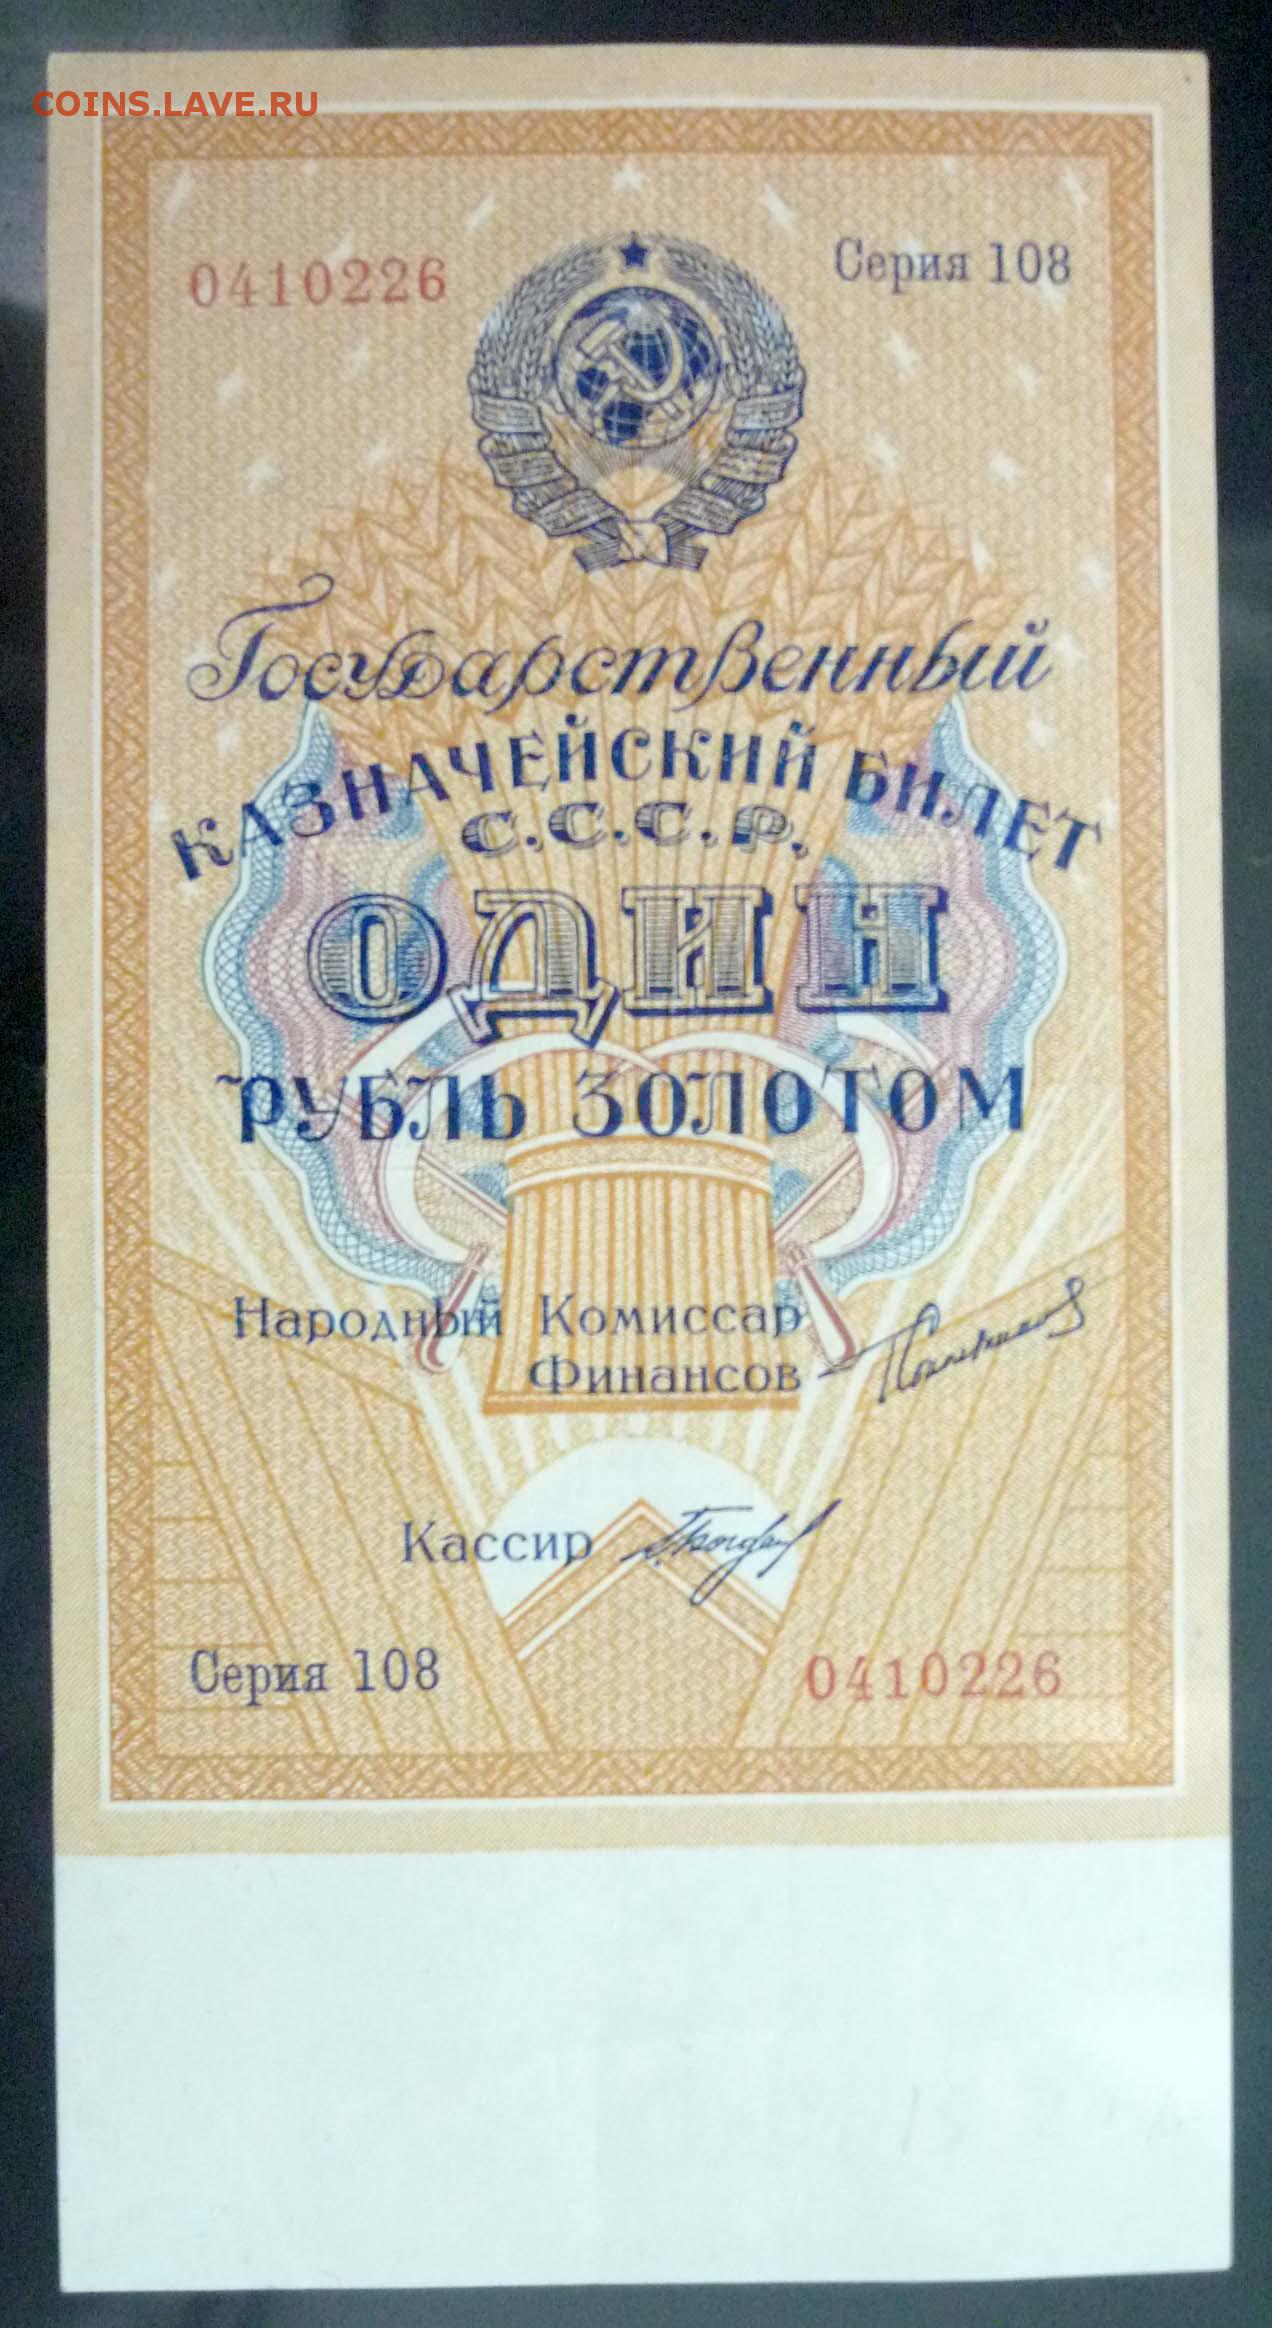 COINS.LAVE.RU
0410226
Серия 108
Государственный
КАЗНАЧЕЙСКИЙ БИЛЕТ
С.С.С.Р.
ОДИН
РУБЛЬ ЗОЛОТОМ
Народный Комиссар
Финансов
Кассир
Серия 108
0410226